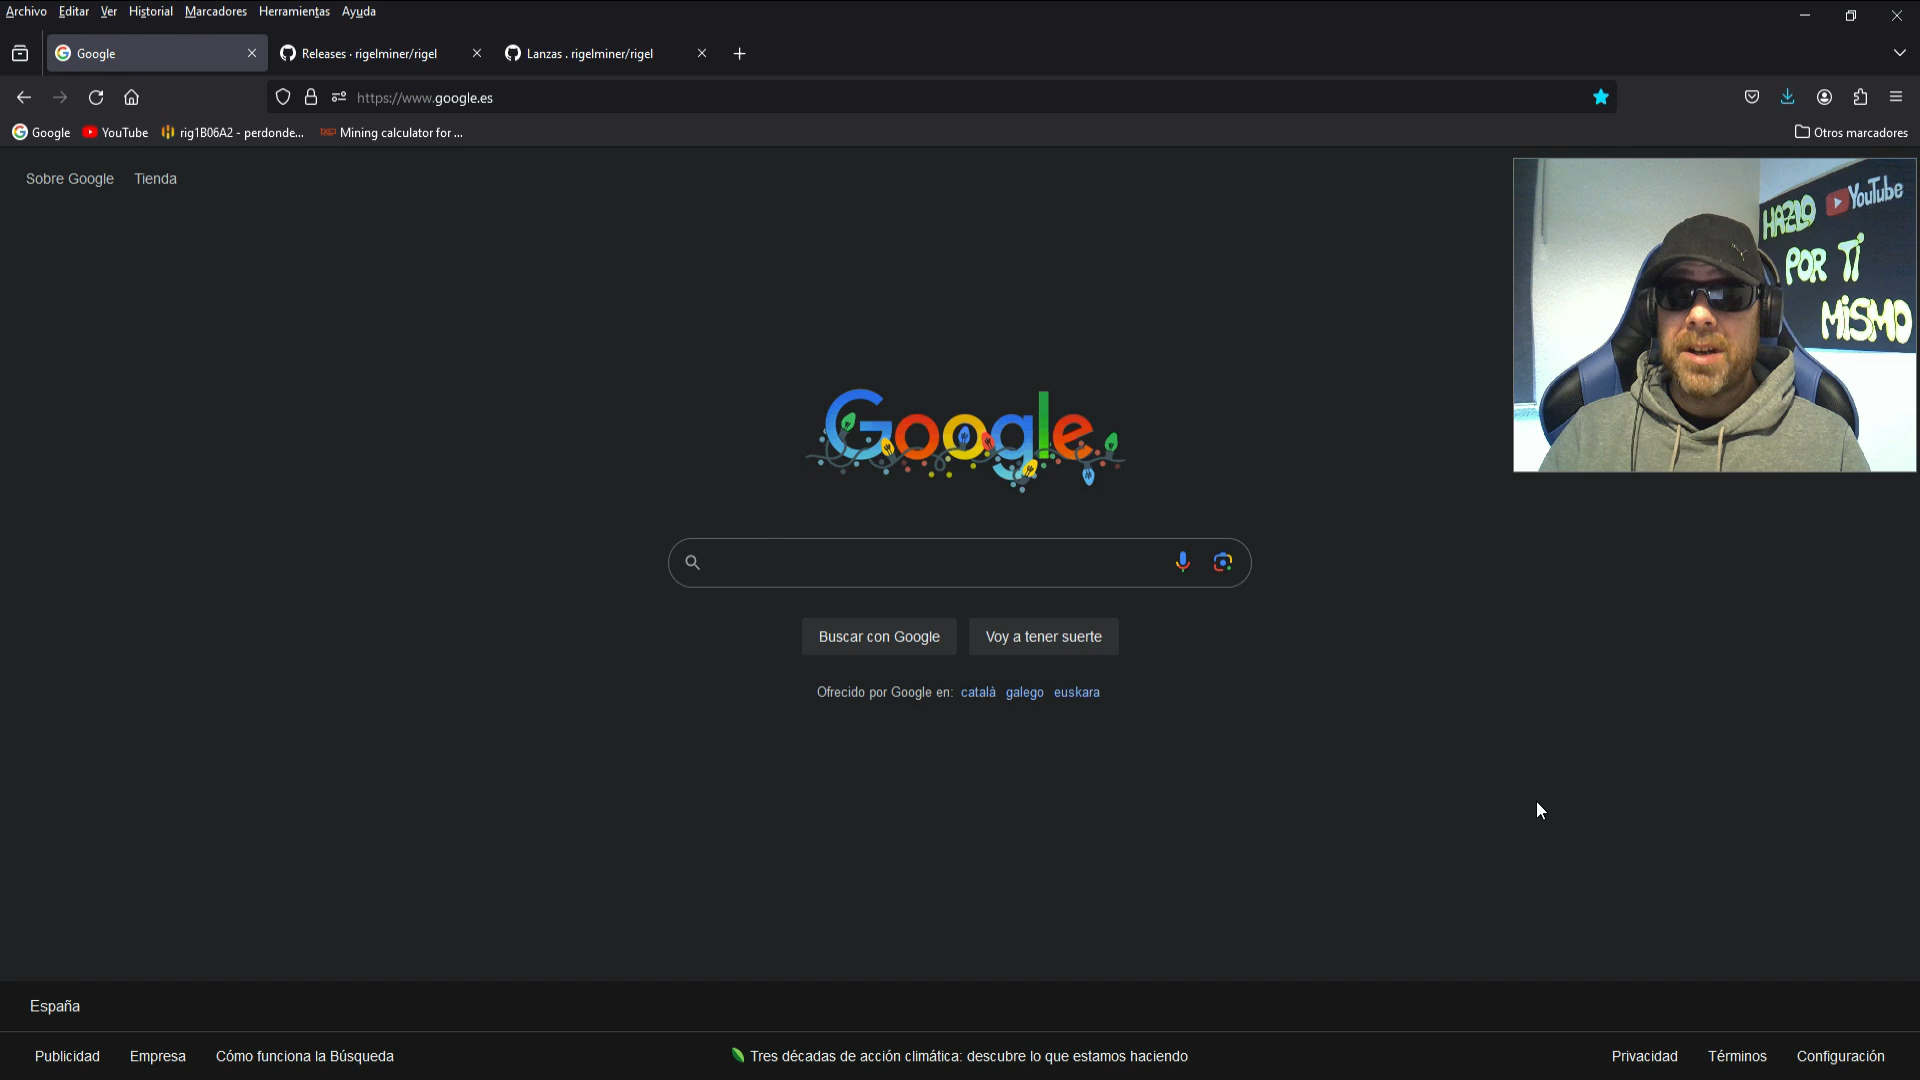 Archivo Editar Ver Historial Marcadores Herramientas Ayuda
Google Releases · rigelminer/rigel Lanzas . rigelminer/rigel
https://www.google.es
Google YouTube rig1B06A2 - perdonde... Mining calculator for ... Otros marcadores
Sobre Google Tienda
YouTube
HAZLO
POR TI
MISMO
Google
Buscar con Google Voy a tener suerte
Ofrecido por Google en: català galego euskara
España
Publicidad Empresa Cómo funciona la Búsqueda Tres décadas de acción climática: descubre lo que estamos haciendo Privacidad Términos Configuración